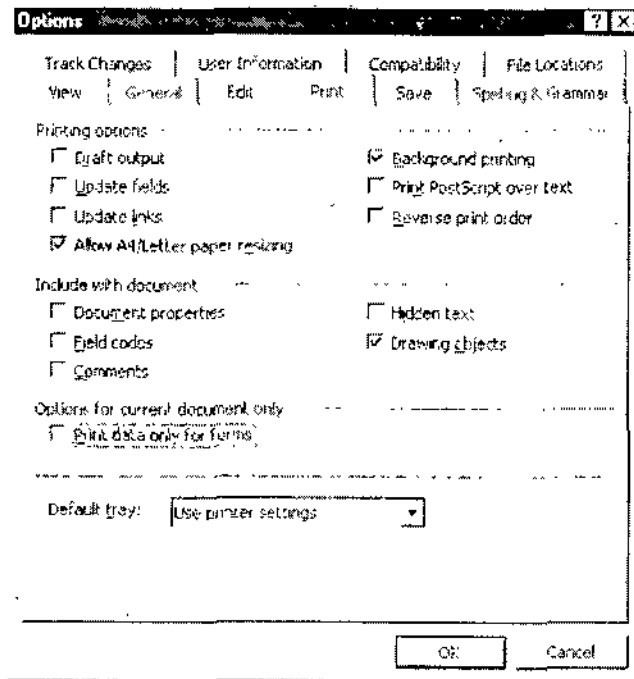 Options
Track Changes User Information Compatibility File Locations
View General Edit Print Save Spelling & Grammar
Printing options
Draft output Background printing
Update fields Print PostScript over text
Update links Reverse print order
Allow A4/Letter paper resizing
Include with document
Document properties Hidden text
Field codes Drawing objects
Comments
Options for current document only
Print data only for forms
Default tray: Use printer settings
OK Cancel